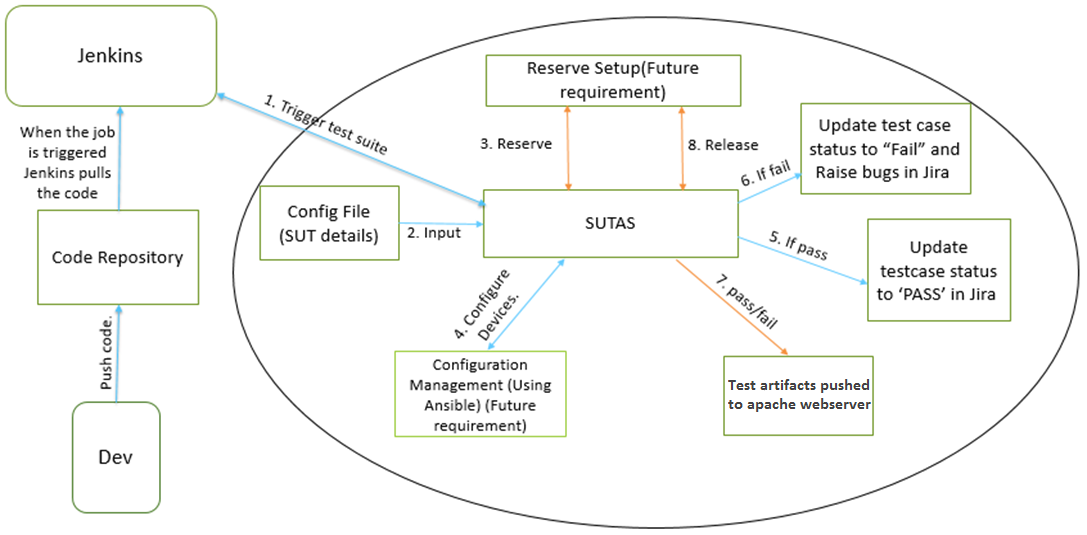 Jenkins
When the job
is triggered
Jenkins pulls
the code
Code Repository
Push code.
Dev
1. Trigger test suite
Reserve Setup(Future
requirement)
3. Reserve
8. Release
Config File
(SUT details)
2. Input
SUTAS
6. If fail
Update test case
status to “Fail” and
Raise bugs in Jira
5. If pass
Update
testcase status
to ‘PASS’ in Jira
4. Configure
Devices.
Configuration
Management (Using
Ansible) (Future
requirement)
7. pass/fail
Test artifacts pushed
to apache webserver